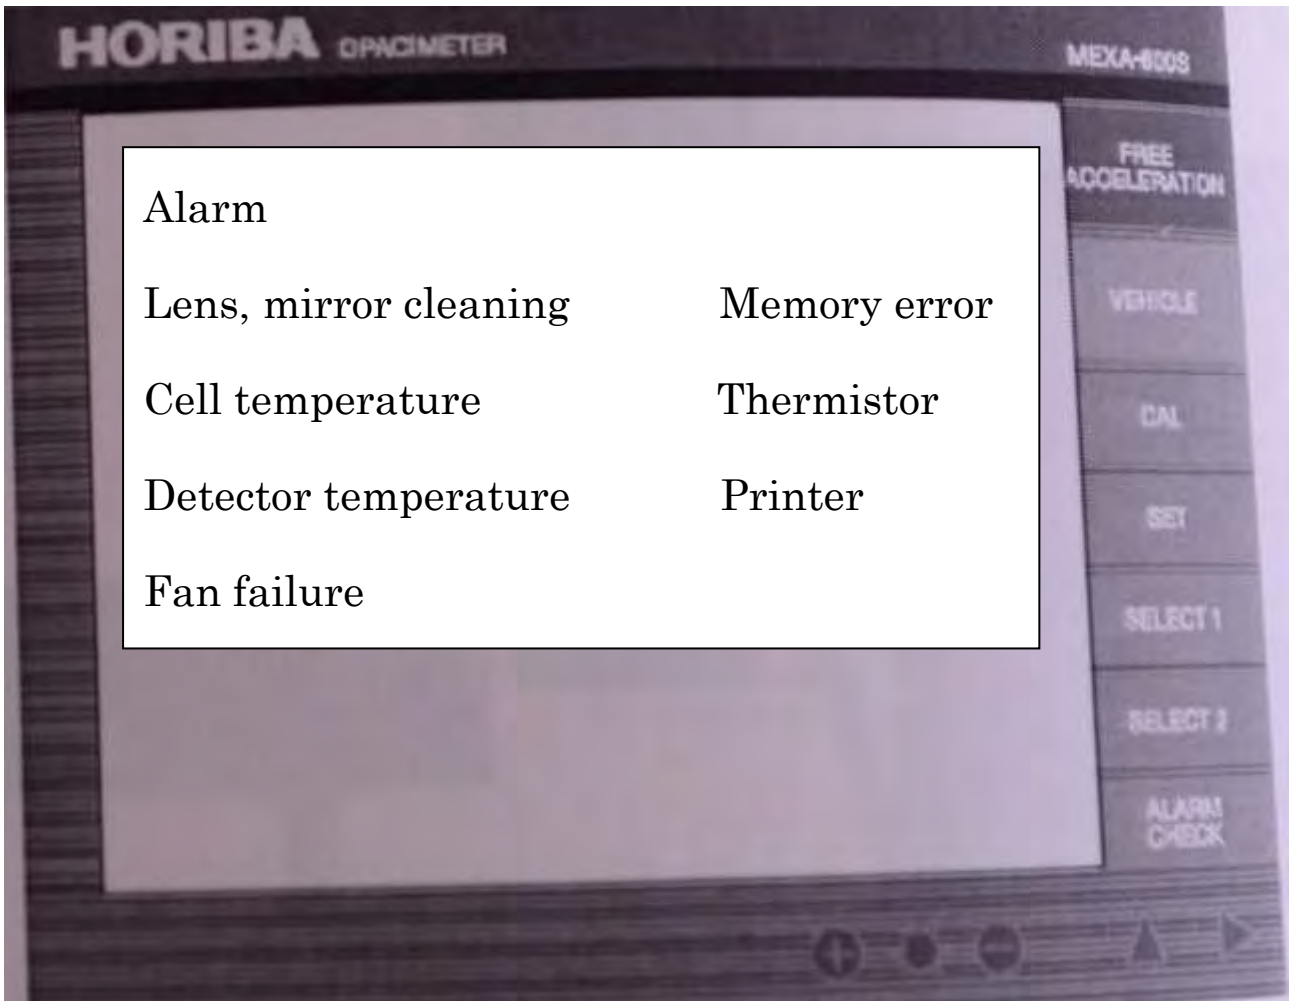 HORIBA OPACIMETER
MEXA-600S
Alarm
Lens, mirror cleaning
Memory error
Cell temperature
Thermistor
Detector temperature
Printer
Fan failure
FREE
ACCELERATION
VEHICLE
CAL
SET
SELECT 1
SELECT 2
ALARM
CHECK